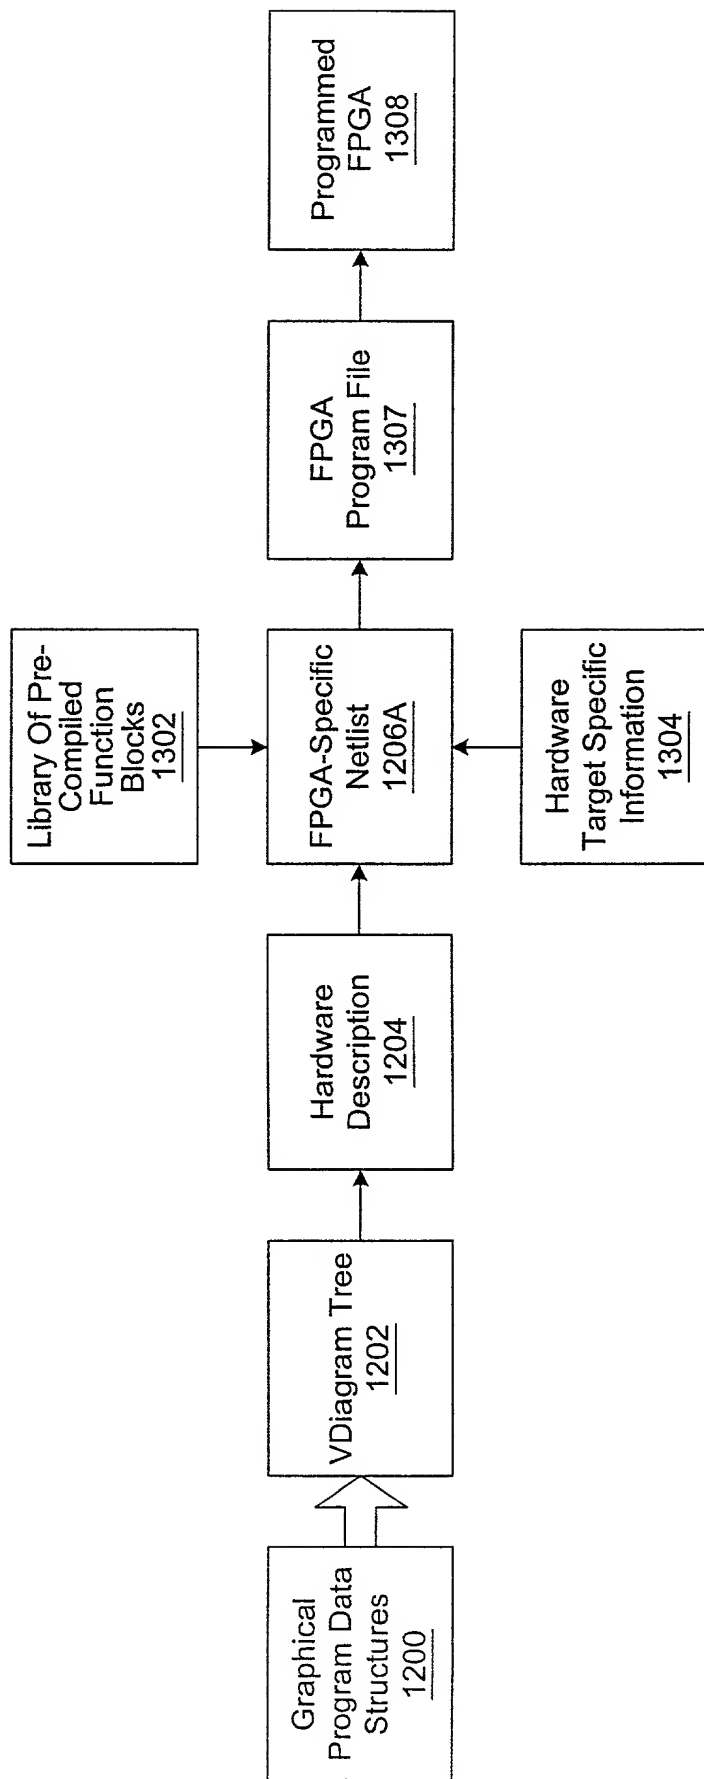 Graphical
Program Data
Structures
1200
VDiagram Tree
1202
Hardware
Description
1204
Library Of Pre-
Compiled
Function
Blocks
1302
FPGA-Specific
Netlist
1206A
Hardware
Target Specific
Information
1304
FPGA
Program File
1307
Programmed
FPGA
1308